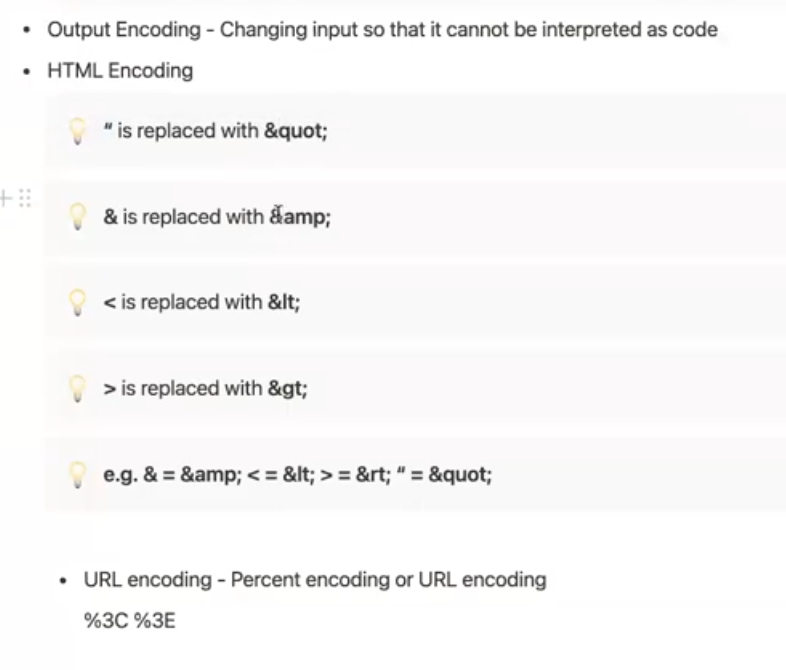 • Output Encoding - Changing input so that it cannot be interpreted as code
• HTML Encoding
" is replaced with &quot;
& is replaced with &amp;
< is replaced with &lt;
> is replaced with &gt;
e.g. & = &amp; < = &lt; > = &rt; " = &quot;
• URL encoding - Percent encoding or URL encoding
%3C %3E